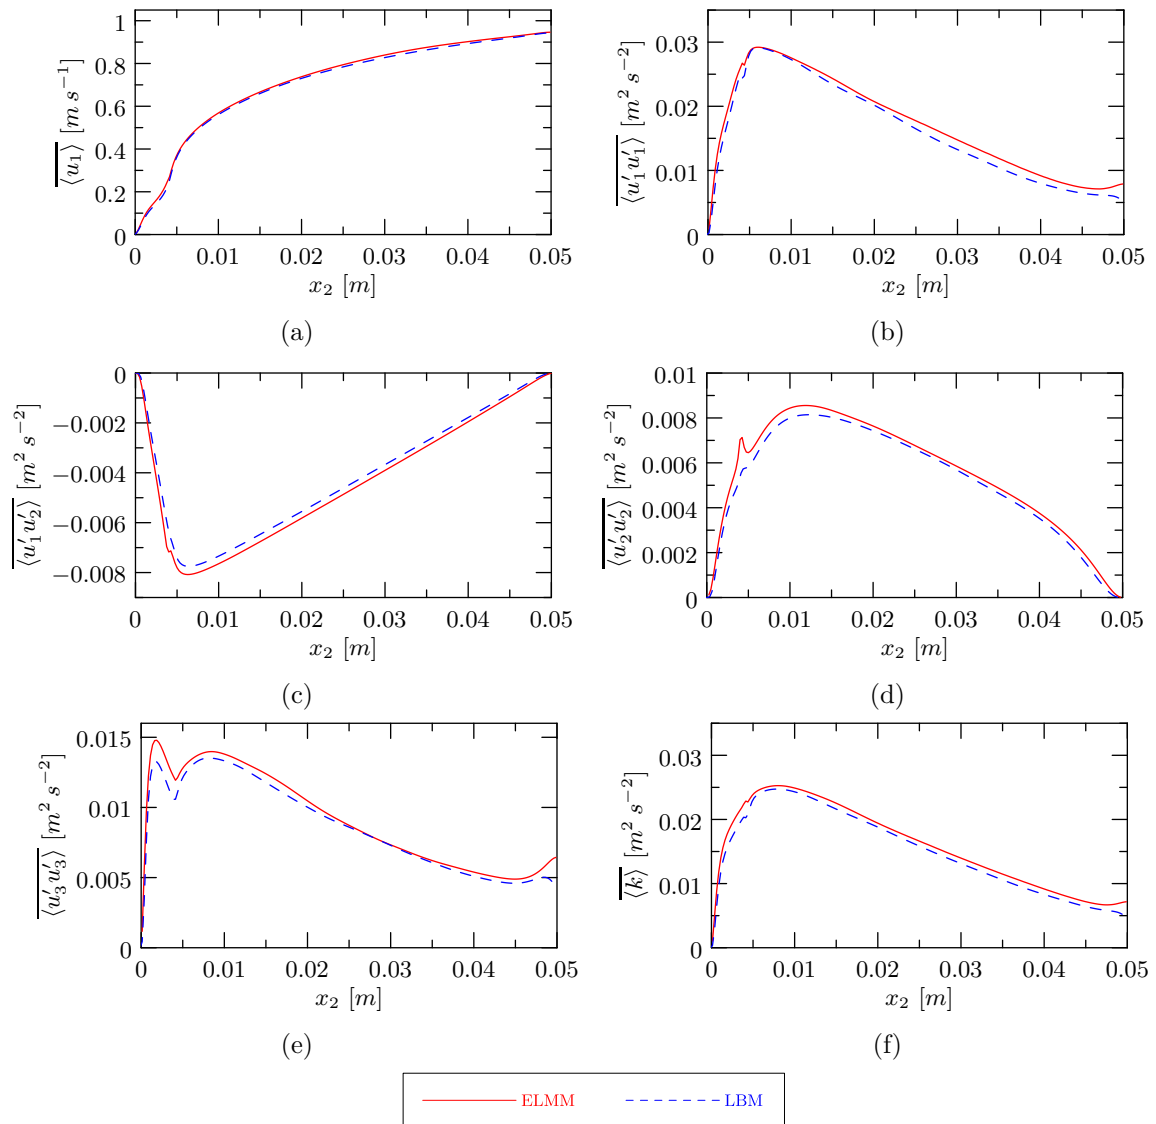 1
0.8
0.6
0.4
0.2
0
0 0.01 0.02 0.03 0.04 0.05
⟨u₁⟩ [m s⁻¹]
x₂ [m]
(a)
0.03
0.02
0.01
0
0 0.01 0.02 0.03 0.04 0.05
⟨u′₁u′₁⟩ [m² s⁻²]
x₂ [m]
(b)
0
−0.002
−0.004
−0.006
−0.008
0 0.01 0.02 0.03 0.04 0.05
⟨u′₁u′₂⟩ [m² s⁻²]
x₂ [m]
(c)
0.01
0.008
0.006
0.004
0.002
0
0 0.01 0.02 0.03 0.04 0.05
⟨u′₂u′₂⟩ [m² s⁻²]
x₂ [m]
(d)
0.015
0.01
0.005
0
0 0.01 0.02 0.03 0.04 0.05
⟨u′₃u′₃⟩ [m² s⁻²]
x₂ [m]
(e)
0.03
0.02
0.01
0
0 0.01 0.02 0.03 0.04 0.05
⟨k⟩ [m² s⁻²]
x₂ [m]
(f)
ELMM LBM